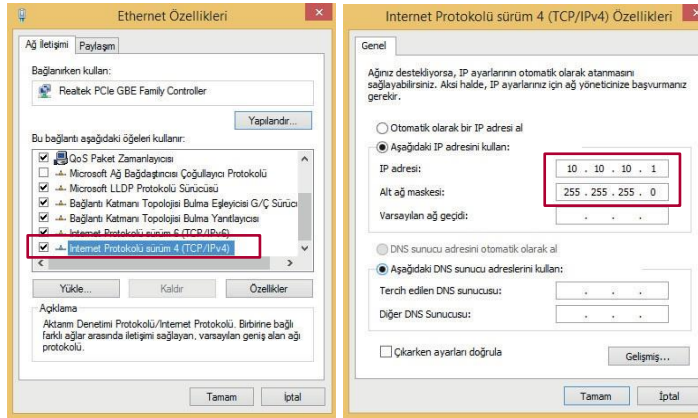 Ethernet Özellikleri
Ağ İletişimi Paylaşım
Bağlanırken kullan:
Realtek PCIe GBE Family Controller
Yapılandır...
Bu bağlantı aşağıdaki öğeleri kullanır:
QoS Paket Zamanlayıcısı
Microsoft Ağ Bağdaştırıcısı Çoğullayıcı Protokolü
Microsoft LLDP Protokolü Sürücüsü
Bağlantı Katmanı Topolojisi Bulma Eşleyicisi G/Ç Sürücü
Bağlantı Katmanı Topolojisi Bulma Yanıtlayıcısı
Internet Protokolü sürüm 6 (TCP/IPv6)
Internet Protokolü sürüm 4 (TCP/IPv4)
Yükle... Kaldır Özellikler
Açıklama
Aktarım Denetimi Protokolü/Internet Protokolü. Birbirine bağlı
farklı ağlar arasında iletişimi sağlayan, varsayılan geniş alan ağı
protokolü.
Tamam İptal
Internet Protokolü sürüm 4 (TCP/IPv4) Özellikleri
Genel
Ağınız destekliyorsa, IP ayarlarının otomatik olarak atanmasını
sağlayabilirsiniz. Aksi halde, IP ayarlarınız için ağ yöneticinize başvurmanız
gerekir.
Otomatik olarak bir IP adresi al
Aşağıdaki IP adresini kullan:
IP adresi: 10 . 10 . 10 . 1
Alt ağ maskesi: 255 . 255 . 255 . 0
Varsayılan ağ geçidi: . . .
DNS sunucu adresini otomatik olarak al
Aşağıdaki DNS sunucu adreslerini kullan:
Tercih edilen DNS sunucusu: . . .
Diğer DNS Sunucusu: . . .
Çıkarken ayarları doğrula
Gelişmiş...
Tamam İptal